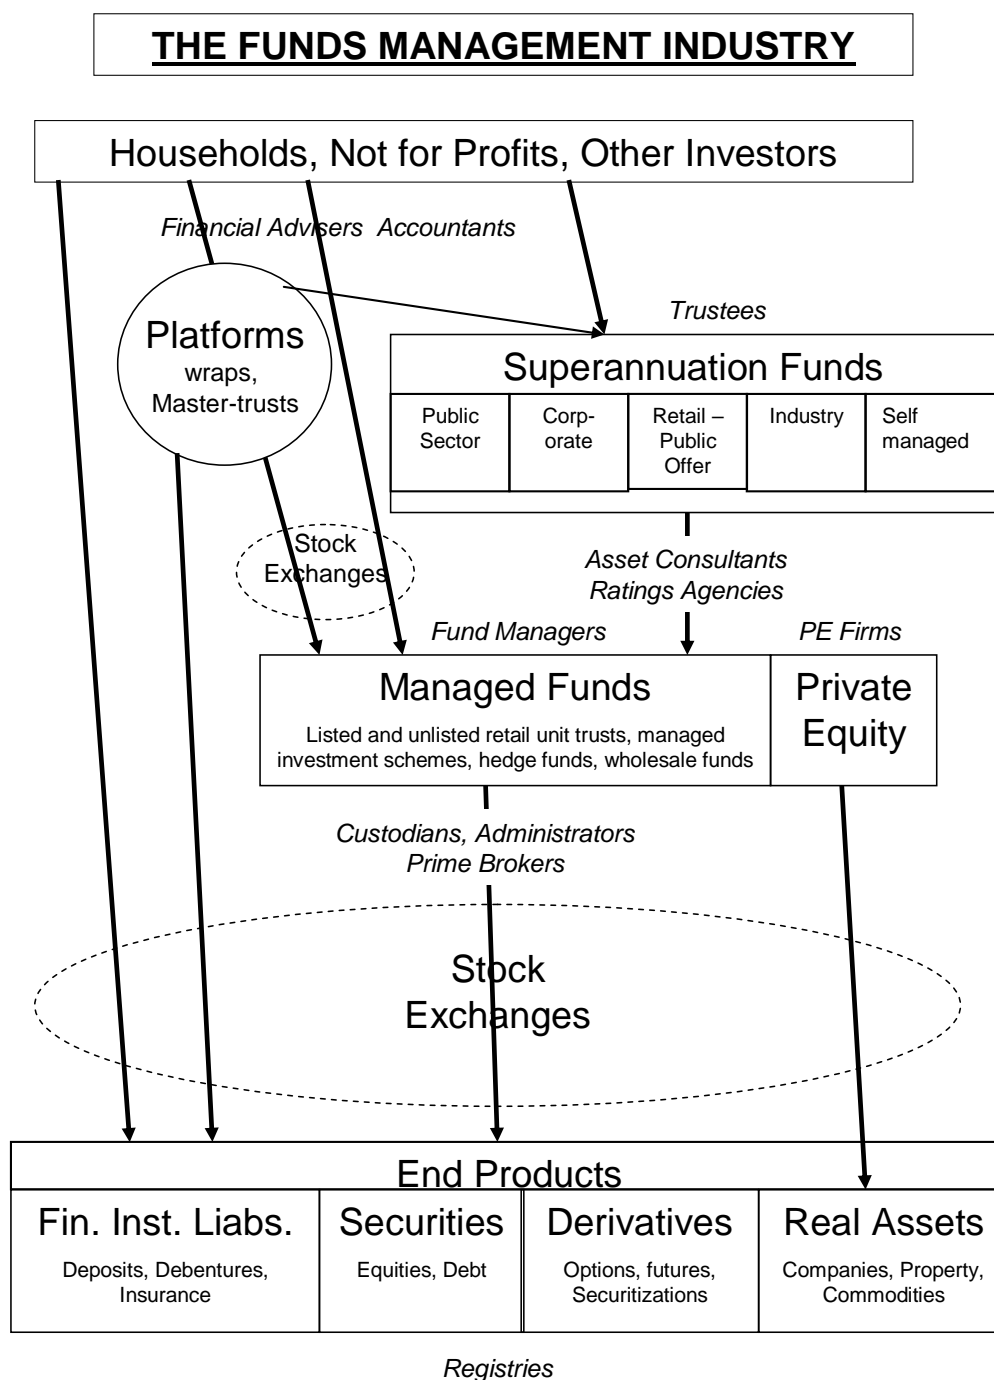 THE FUNDS MANAGEMENT INDUSTRY
Households, Not for Profits, Other Investors
Financial Advisers  Accountants
Platforms
wraps,
Master-trusts
Trustees
Superannuation Funds
Public
Sector
Corp-
orate
Retail –
Public
Offer
Industry
Self
managed
Stock
Exchanges
Asset Consultants
Ratings Agencies
Fund Managers
PE Firms
Managed Funds
Listed and unlisted retail unit trusts, managed
investment schemes, hedge funds, wholesale funds
Private
Equity
Custodians, Administrators
Prime Brokers
Stock
Exchanges
End Products
Fin. Inst. Liabs.
Deposits, Debentures,
Insurance
Securities
Equities, Debt
Derivatives
Options, futures,
Securitizations
Real Assets
Companies, Property,
Commodities
Registries